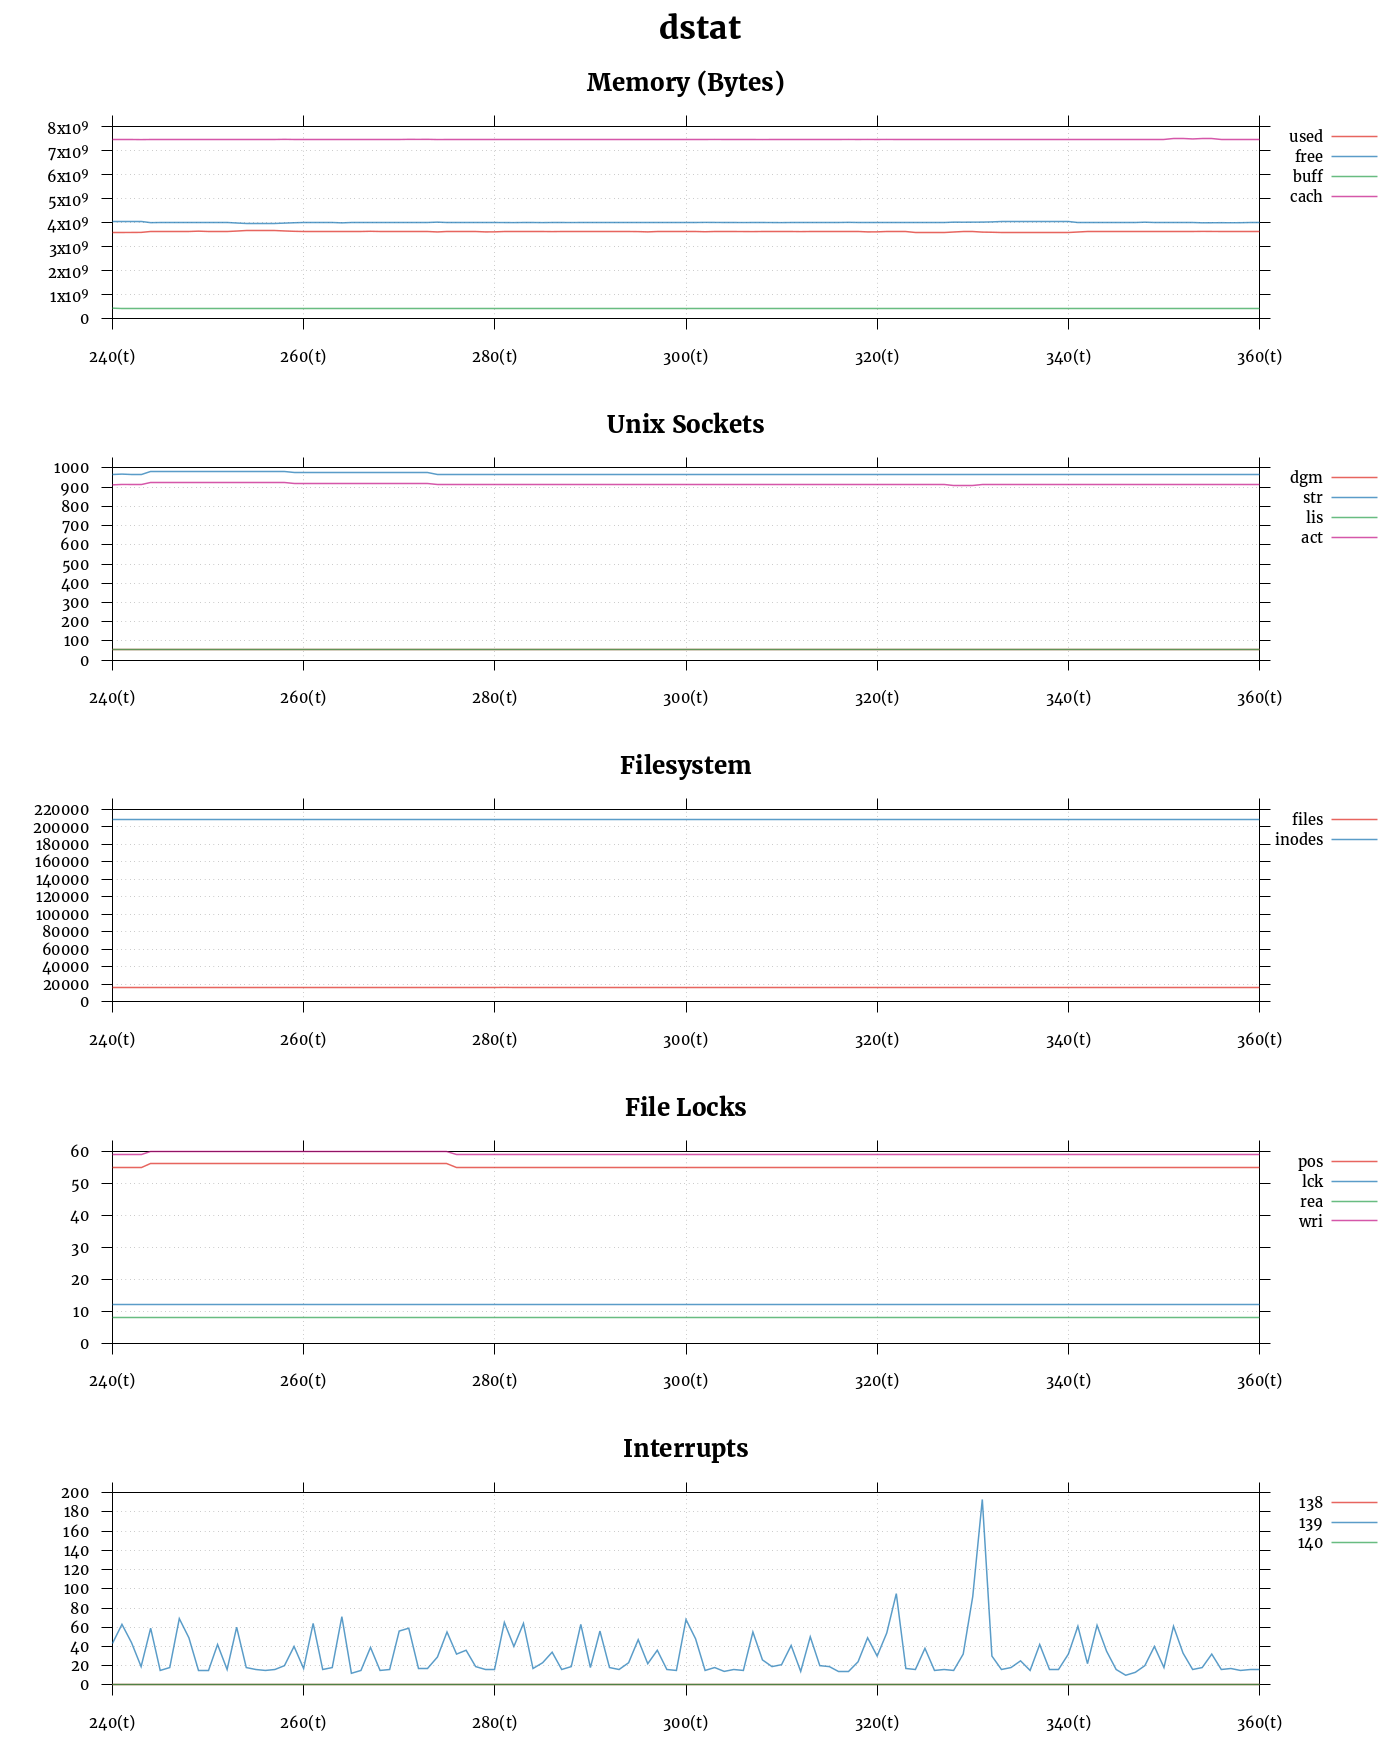 dstat
Memory (Bytes)
8x10⁹
7x10⁹
6x10⁹
5x10⁹
4x10⁹
3x10⁹
2x10⁹
1x10⁹
0
240(t) 260(t) 280(t) 300(t) 320(t) 340(t) 360(t)
used
free
buff
cach
Unix Sockets
1000
900
800
700
600
500
400
300
200
100
0
240(t) 260(t) 280(t) 300(t) 320(t) 340(t) 360(t)
dgm
str
lis
act
Filesystem
220000
200000
180000
160000
140000
120000
100000
80000
60000
40000
20000
0
240(t) 260(t) 280(t) 300(t) 320(t) 340(t) 360(t)
files
inodes
File Locks
60
50
40
30
20
10
0
240(t) 260(t) 280(t) 300(t) 320(t) 340(t) 360(t)
pos
lck
rea
wri
Interrupts
200
180
160
140
120
100
80
60
40
20
0
240(t) 260(t) 280(t) 300(t) 320(t) 340(t) 360(t)
138
139
140